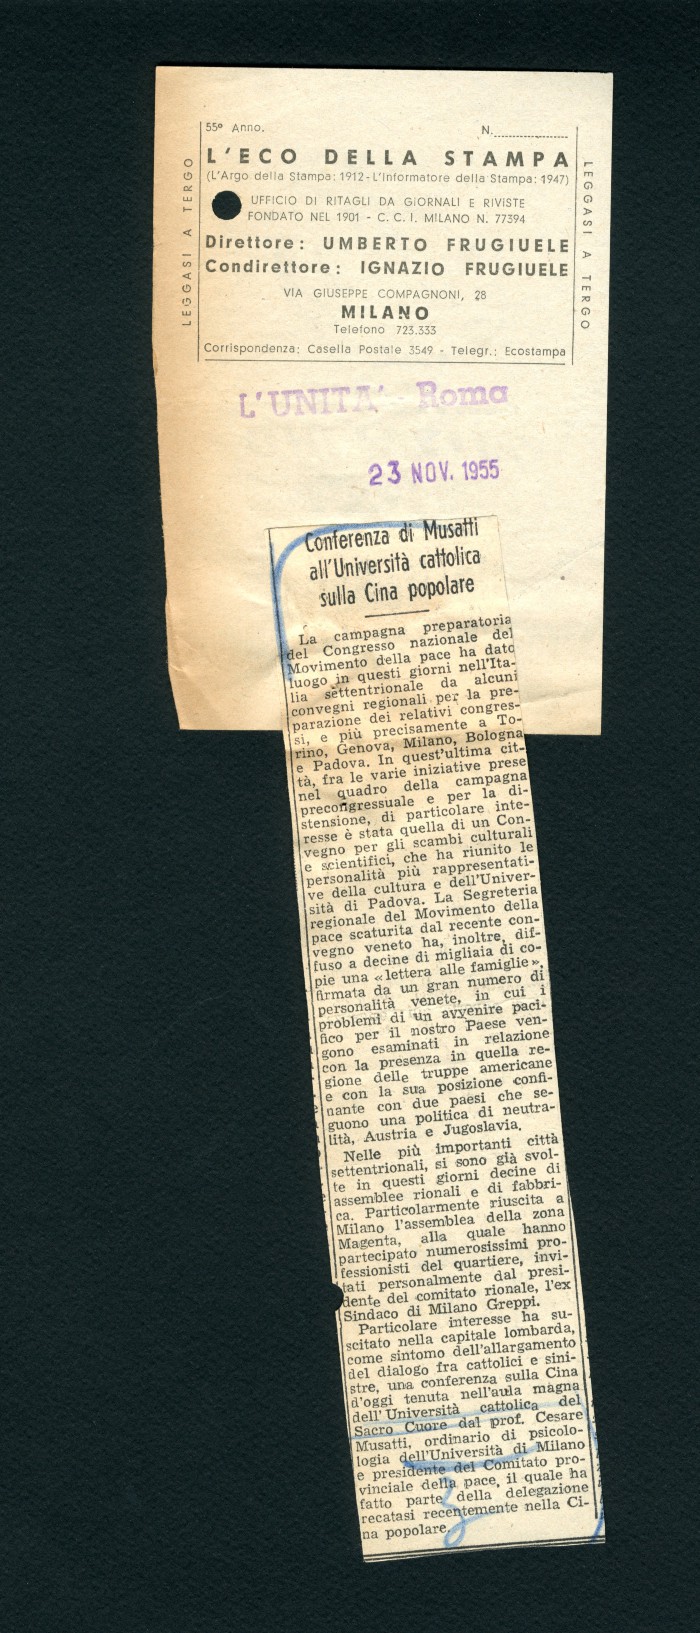 55º Anno.
N.
L'ECO DELLA STAMPA
(L'Argo della Stampa: 1912 - L'Informatore della Stampa: 1947)
UFFICIO DI RITAGLI DA GIORNALI E RIVISTE
FONDATO NEL 1901 - C. C. I. MILANO N. 77394
Direttore: UMBERTO FRUGIUELE
Condirettore: IGNAZIO FRUGIUELE
VIA GIUSEPPE COMPAGNONI, 28
MILANO
Telefono 723.333
Corrispondenza: Casella Postale 3549 - Telegr.: Ecostampa
LEGGASI A TERGO
LEGGASI A TERGO
L'UNITA' Roma
23 NOV. 1955
Conferenza di Musatti
all'Università cattolica
sulla Cina popolare
La campagna preparatoria
del Congresso nazionale del
Movimento della pace ha dato
luogo in questi giorni nell'Ita-
lia settentrionale da alcuni
convegni regionali per la pre-
parazione dei relativi congres-
si, e più precisamente a To-
rino, Genova, Milano, Bologna
e Padova. In quest'ultima cit-
tà, fra le varie iniziative prese
nel quadro della campagna
precongressuale e per la di-
stensione, di particolare inte-
resse è stata quella di un Con-
vegno per gli scambi culturali
e scientifici, che ha riunito le
personalità più rappresentati-
ve della cultura e dell'Univer-
sità di Padova. La Segreteria
regionale del Movimento della
pace scaturita dal recente con-
vegno veneto ha, inoltre, dif-
fuso a decine di migliaia di co-
pie una «lettera alle famiglie»,
firmata da un gran numero di
personalità venete, in cui i
problemi di un avvenire paci-
fico per il nostro Paese ven-
gono esaminati in relazione
con la presenza in quella re-
gione delle truppe americane
e con la sua posizione confi-
nante con due paesi che se-
guono una politica di neutra-
lità, Austria e Jugoslavia.
Nelle più importanti città
settentrionali, si sono già svol-
te in questi giorni decine di
assemblee rionali e di fabbri-
ca. Particolarmente riuscita a
Milano l'assemblea della zona
Magenta, alla quale hanno
partecipato numerosissimi pro-
fessionisti del quartiere, invi-
tati personalmente dal presi-
dente del comitato rionale, l'ex
Sindaco di Milano Greppi.
Particolare interesse ha su-
scitato nella capitale lombarda,
come sintomo dell'allargamento
del dialogo fra cattolici e sini-
stre, una conferenza sulla Cina
d'oggi tenuta nell'aula magna
dell'Università cattolica del
Sacro Cuore dal prof. Cesare
Musatti, ordinario di psicolo-
logia dell'Università di Milano
e presidente del Comitato pro-
vinciale della pace, il quale ha
fatto parte della delegazione
recatasi recentemente nella Ci-
na popolare.